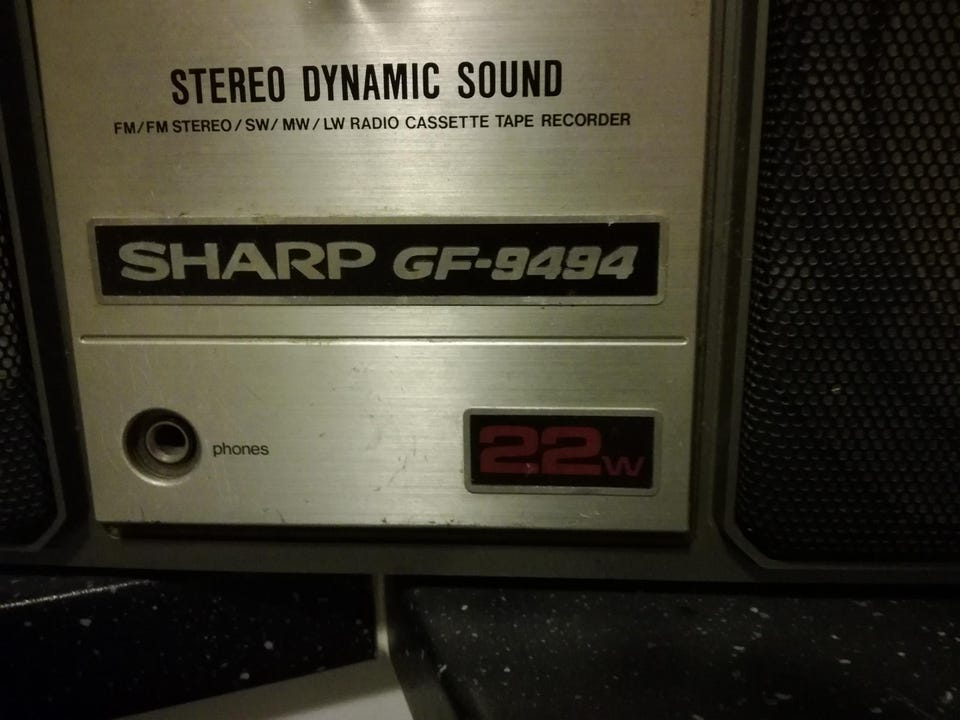 STEREO DYNAMIC SOUND
FM/FM STEREO/SW/MW/LW RADIO CASSETTE TAPE RECORDER
SHARP GF-9494
phones
22W